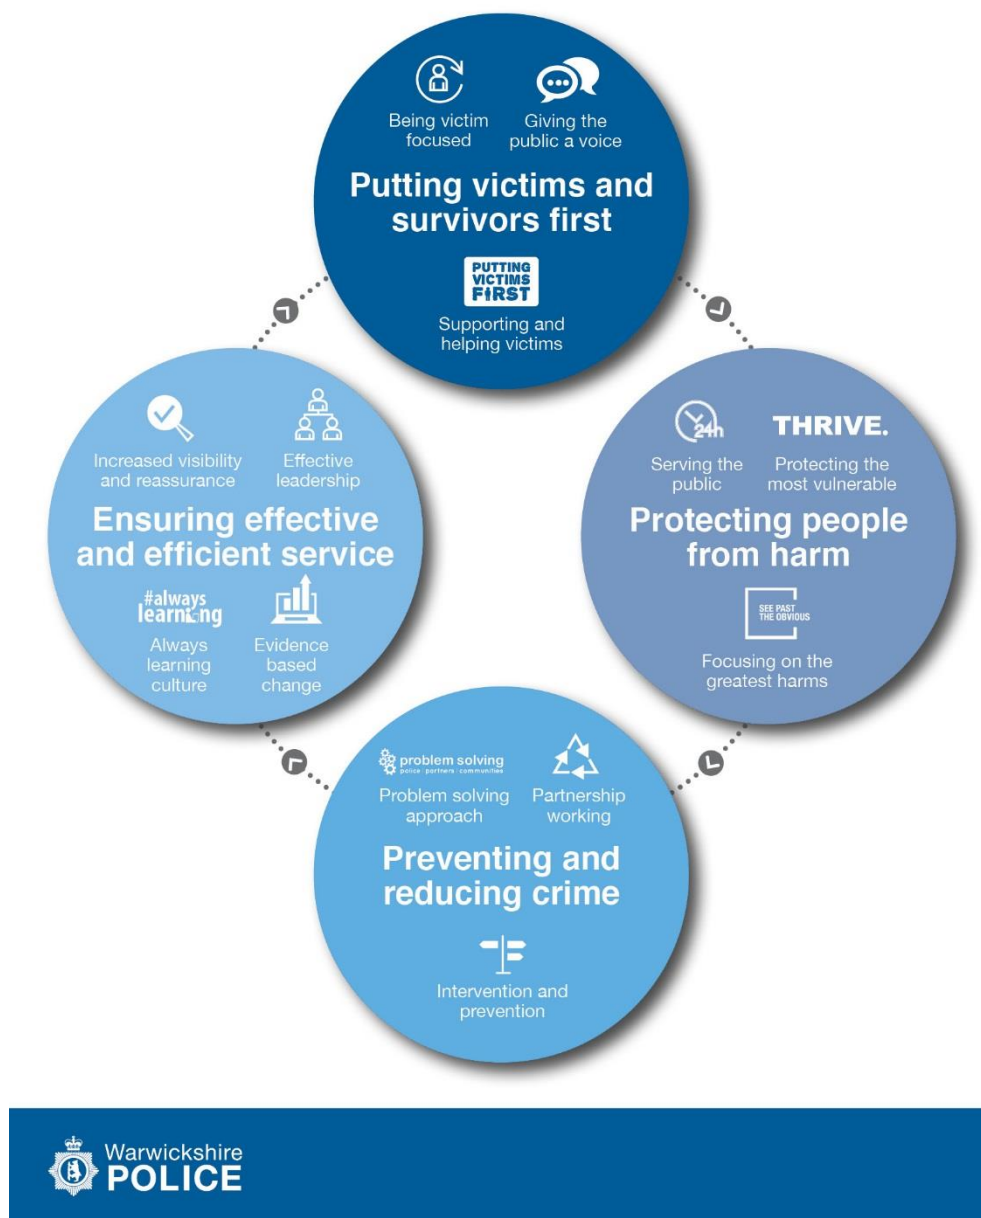 Being victim
focused
Giving the
public a voice
Putting victims and
survivors first
PUTTING
VICTIMS
FIRST
Supporting and
helping victims
Increased visibility
and reassurance
Effective
leadership
Ensuring effective
and efficient service
#always
learning
Always
learning
culture
Evidence
based
change
24h
Serving the
public
THRIVE.
Protecting the
most vulnerable
Protecting people
from harm
SEE PAST
THE OBVIOUS
Focusing on the
greatest harms
problem solving
police partners communities
Problem solving
approach
Partnership
working
Preventing and
reducing crime
Intervention and
prevention
Warwickshire
POLICE